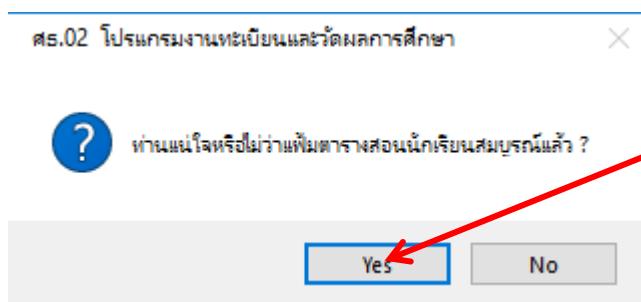 ศธ.02 โปรแกรมงานทะเบียนและวัดผลการศึกษา
ท่านแน่ใจหรือไม่ว่าแฟ้มตารางสอนนักเรียนสมบูรณ์แล้ว ?
Yes
No